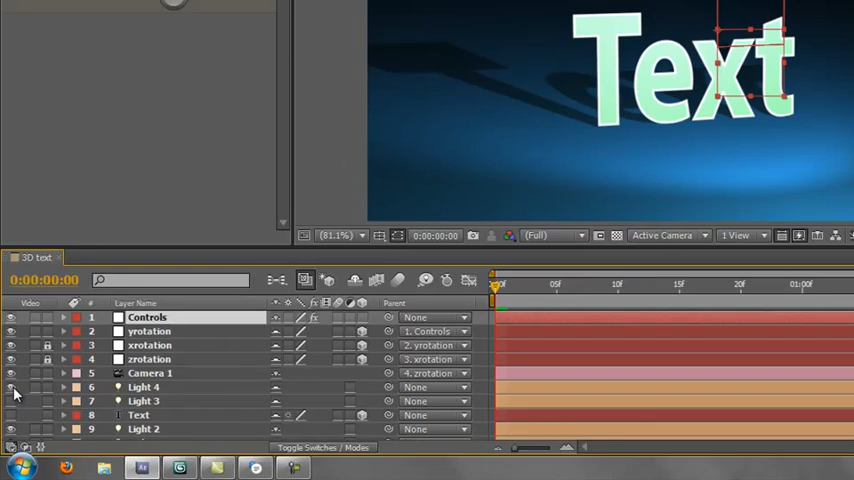 Text
(81.1%)
0:00:00:00
(Full)
Active Camera
1 View
3D text
0:00:00:00
00F
05F
10F
15F
20F
01:00F
Video
#
Layer Name
Parent
1
Controls
None
2
yrotation
1. Controls
3
xrotation
2. yrotation
4
zrotation
3. xrotation
5
Camera 1
4. zrotation
6
Light 4
None
7
Light 3
None
8
Text
None
9
Light 2
None
Toggle Switches / Modes
Ae